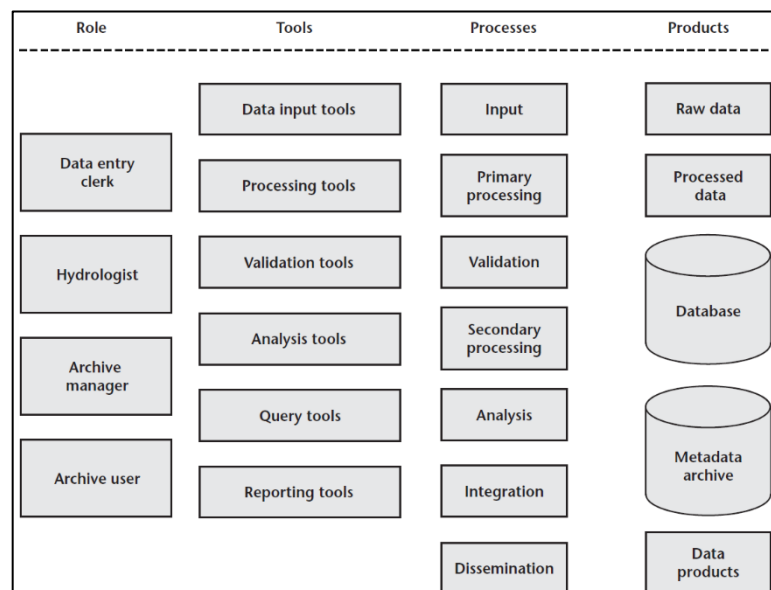 Role
Tools
Processes
Products
Data input tools
Input
Raw data
Data entry
clerk
Processing tools
Primary
processing
Processed
data
Hydrologist
Validation tools
Validation
Database
Archive
manager
Analysis tools
Secondary
processing
Query tools
Analysis
Metadata
archive
Archive user
Reporting tools
Integration
Dissemination
Data
products